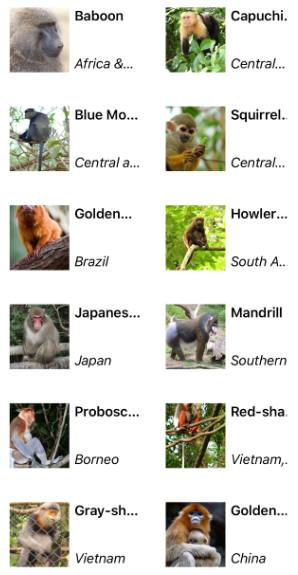 Baboon
Africa &...
Capuchi.
Central...
Blue Mo...
Central a...
Squirrel..
Central...
Golden...
Brazil
Howler...
South A...
Japanes...
Japan
Mandrill
Southern
Probosc...
Borneo
Red-sha.
Vietnam,.
Gray-sh...
Vietnam
Golden...
China